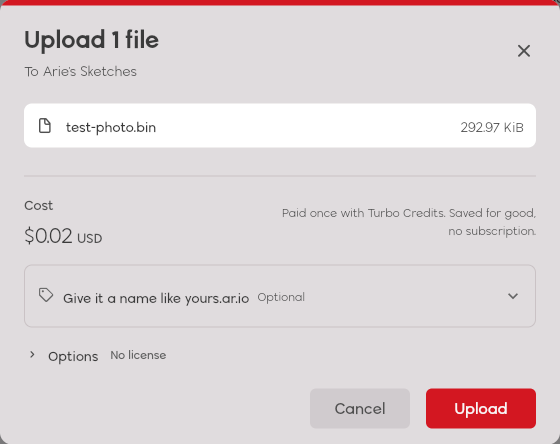 Upload 1 file
To Arie's Sketches
test-photo.bin 292.97 KiB
Cost
Paid once with Turbo Credits. Saved for good,
no subscription.
$0.02 USD
Give it a name like yours.ar.io Optional
Options No license
Cancel Upload